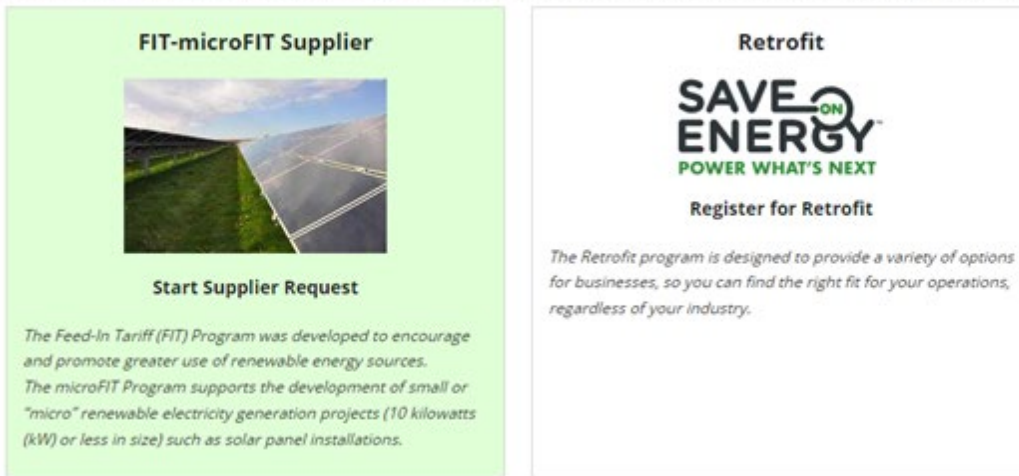 FIT-microFIT Supplier
Start Supplier Request
The Feed-In Tariff (FIT) Program was developed to encourage
and promote greater use of renewable energy sources.
The microFIT Program supports the development of small or
"micro" renewable electricity generation projects (10 kilowatts
(kW) or less in size) such as solar panel installations.
Retrofit
SAVE ON
ENERGY™
POWER WHAT'S NEXT
Register for Retrofit
The Retrofit program is designed to provide a variety of options
for businesses, so you can find the right fit for your operations,
regardless of your industry.